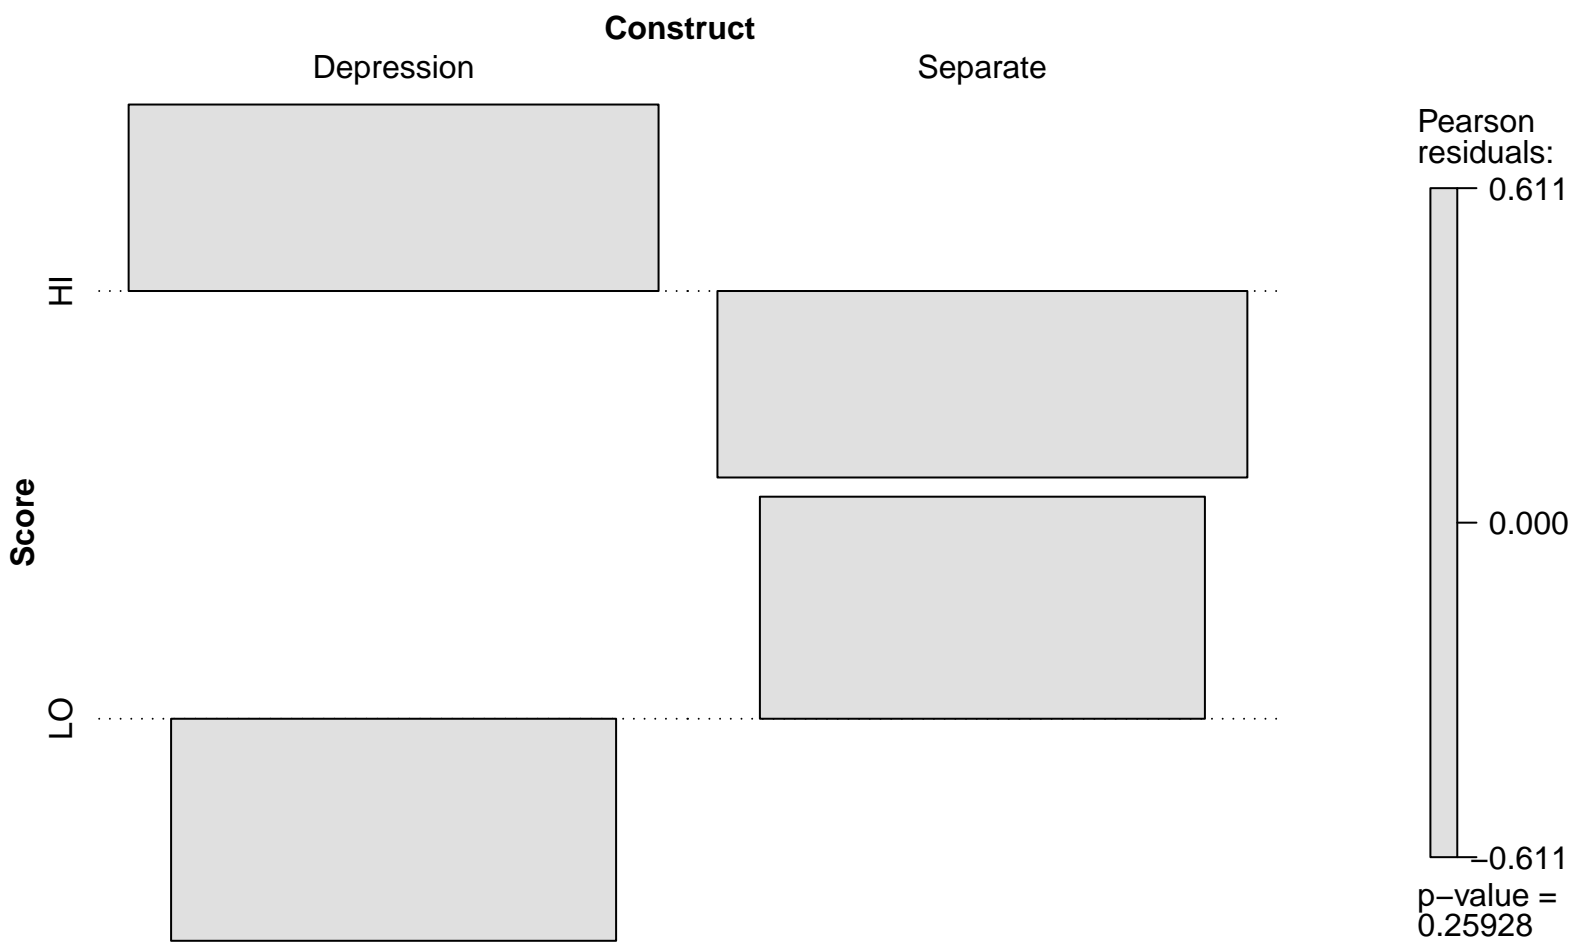 Construct
Depression
Separate
Score
HI
LO
Pearson
residuals:
0.611
0.000
−0.611
p−value =
0.25928